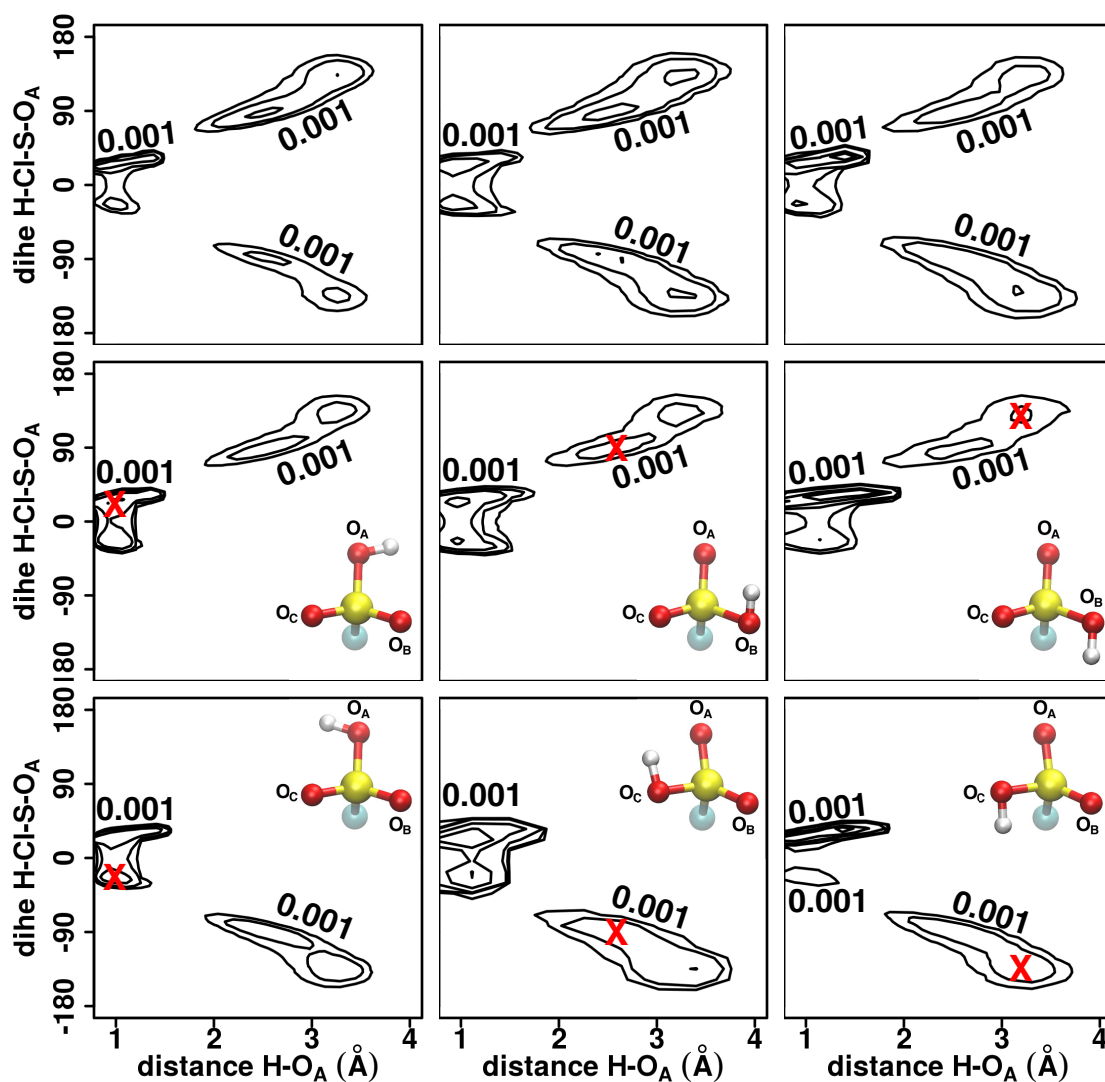 180
90
0
-90
180
dihe H-Cl-S-O_A
0.001
0.001
0.001
0.001
0.001
0.001
0.001
0.001
0.001
180
90
0
-90
180
dihe H-Cl-S-O_A
0.001
0.001
X
O_A
O_C
O_B
0.001
0.001
X
O_A
O_C
O_B
0.001
0.001
X
O_A
O_C
O_B
180
90
0
-90
-180
dihe H-Cl-S-O_A
0.001
0.001
X
O_A
O_C
O_B
0.001
0.001
X
O_A
O_C
O_B
0.001
0.001
0.001
X
O_A
O_C
O_B
1 2 3 4
distance H-O_A (Å)
1 2 3 4
distance H-O_A (Å)
1 2 3 4
distance H-O_A (Å)